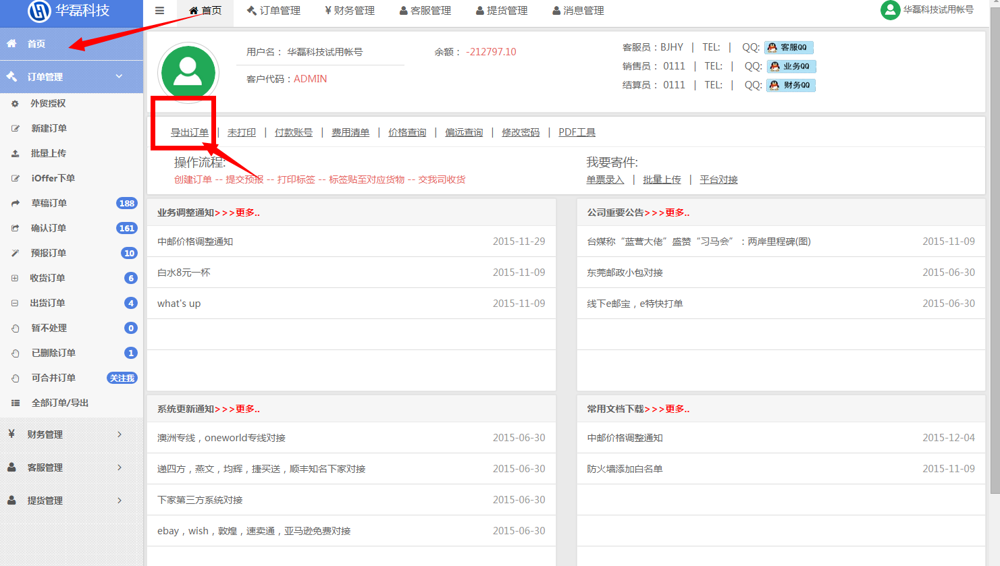 华磊科技
首页
订单管理
¥财务管理
客服管理
提货管理
消息管理
华磊科技试用帐号
首页
订单管理
外贸授权
新建订单
批量上传
iOffer下单
草稿订单 188
确认订单 161
预报订单 10
收货订单 6
出货订单 4
暂不处理 0
已删除订单 1
可合并订单 关注我
全部订单/导出
¥ 财务管理
客服管理
提货管理
用户名： 华磊科技试用帐号
余额： -212797.10
客户代码：ADMIN
客服员：BJHY | TEL: | QQ: 客服QQ
销售员： 0111 | TEL: | QQ: 业务QQ
结算员： 0111 | TEL: | QQ: 财务QQ
导出订单 | 未打印 | 付款账号 | 费用清单 | 价格查询 | 偏远查询 | 修改密码 | PDF工具
操作流程:
创建订单 -- 提交预报 -- 打印标签 -- 标签贴至对应货物 -- 交我司收货
我要寄件:
单票录入 | 批量上传 | 平台对接
业务调整通知>>>更多..
中邮价格调整通知 2015-11-29
白水8元一杯 2015-11-09
what's up 2015-11-09
公司重要公告>>>更多..
台媒称“蓝营大佬”盛赞“习马会”：两岸里程碑(图) 2015-11-09
东莞邮政小包对接 2015-06-30
线下e邮宝，e特快打单 2015-06-30
系统更新通知>>>更多..
澳洲专线，oneworld专线对接 2015-06-30
递四方，燕文，均辉，捷买送，顺丰知名下家对接 2015-06-30
下家第三方系统对接 2015-06-30
ebay，wish，敦煌，速卖通，亚马逊免费对接 2015-06-30
常用文档下载>>>更多..
中邮价格调整通知 2015-12-04
防火墙添加白名单 2015-11-09